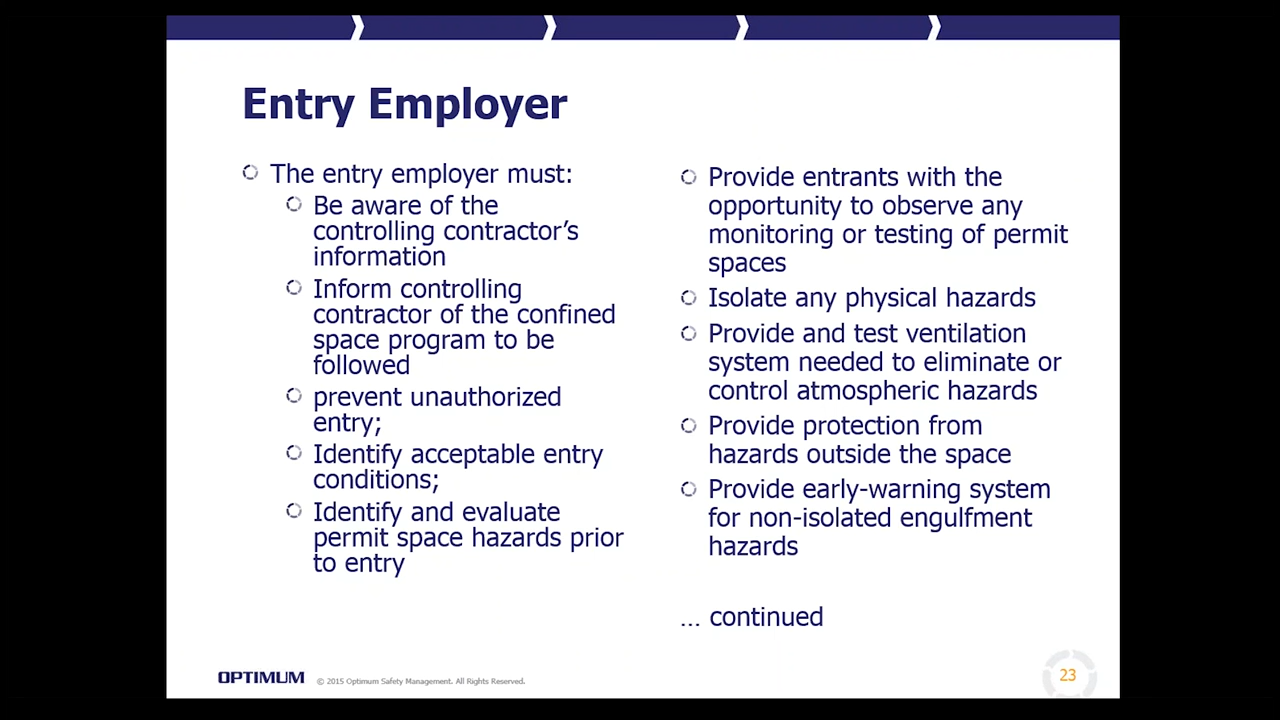 Entry Employer
The entry employer must:
Be aware of the
controlling contractor's
information
Inform controlling
contractor of the confined
space program to be
followed
prevent unauthorized
entry;
Identify acceptable entry
conditions;
Identify and evaluate
permit space hazards prior
to entry
Provide entrants with the
opportunity to observe any
monitoring or testing of permit
spaces
Isolate any physical hazards
Provide and test ventilation
system needed to eliminate or
control atmospheric hazards
Provide protection from
hazards outside the space
Provide early-warning system
for non-isolated engulfment
hazards
... continued
OPTIMUM © 2015 Optimum Safety Management. All Rights Reserved.
23